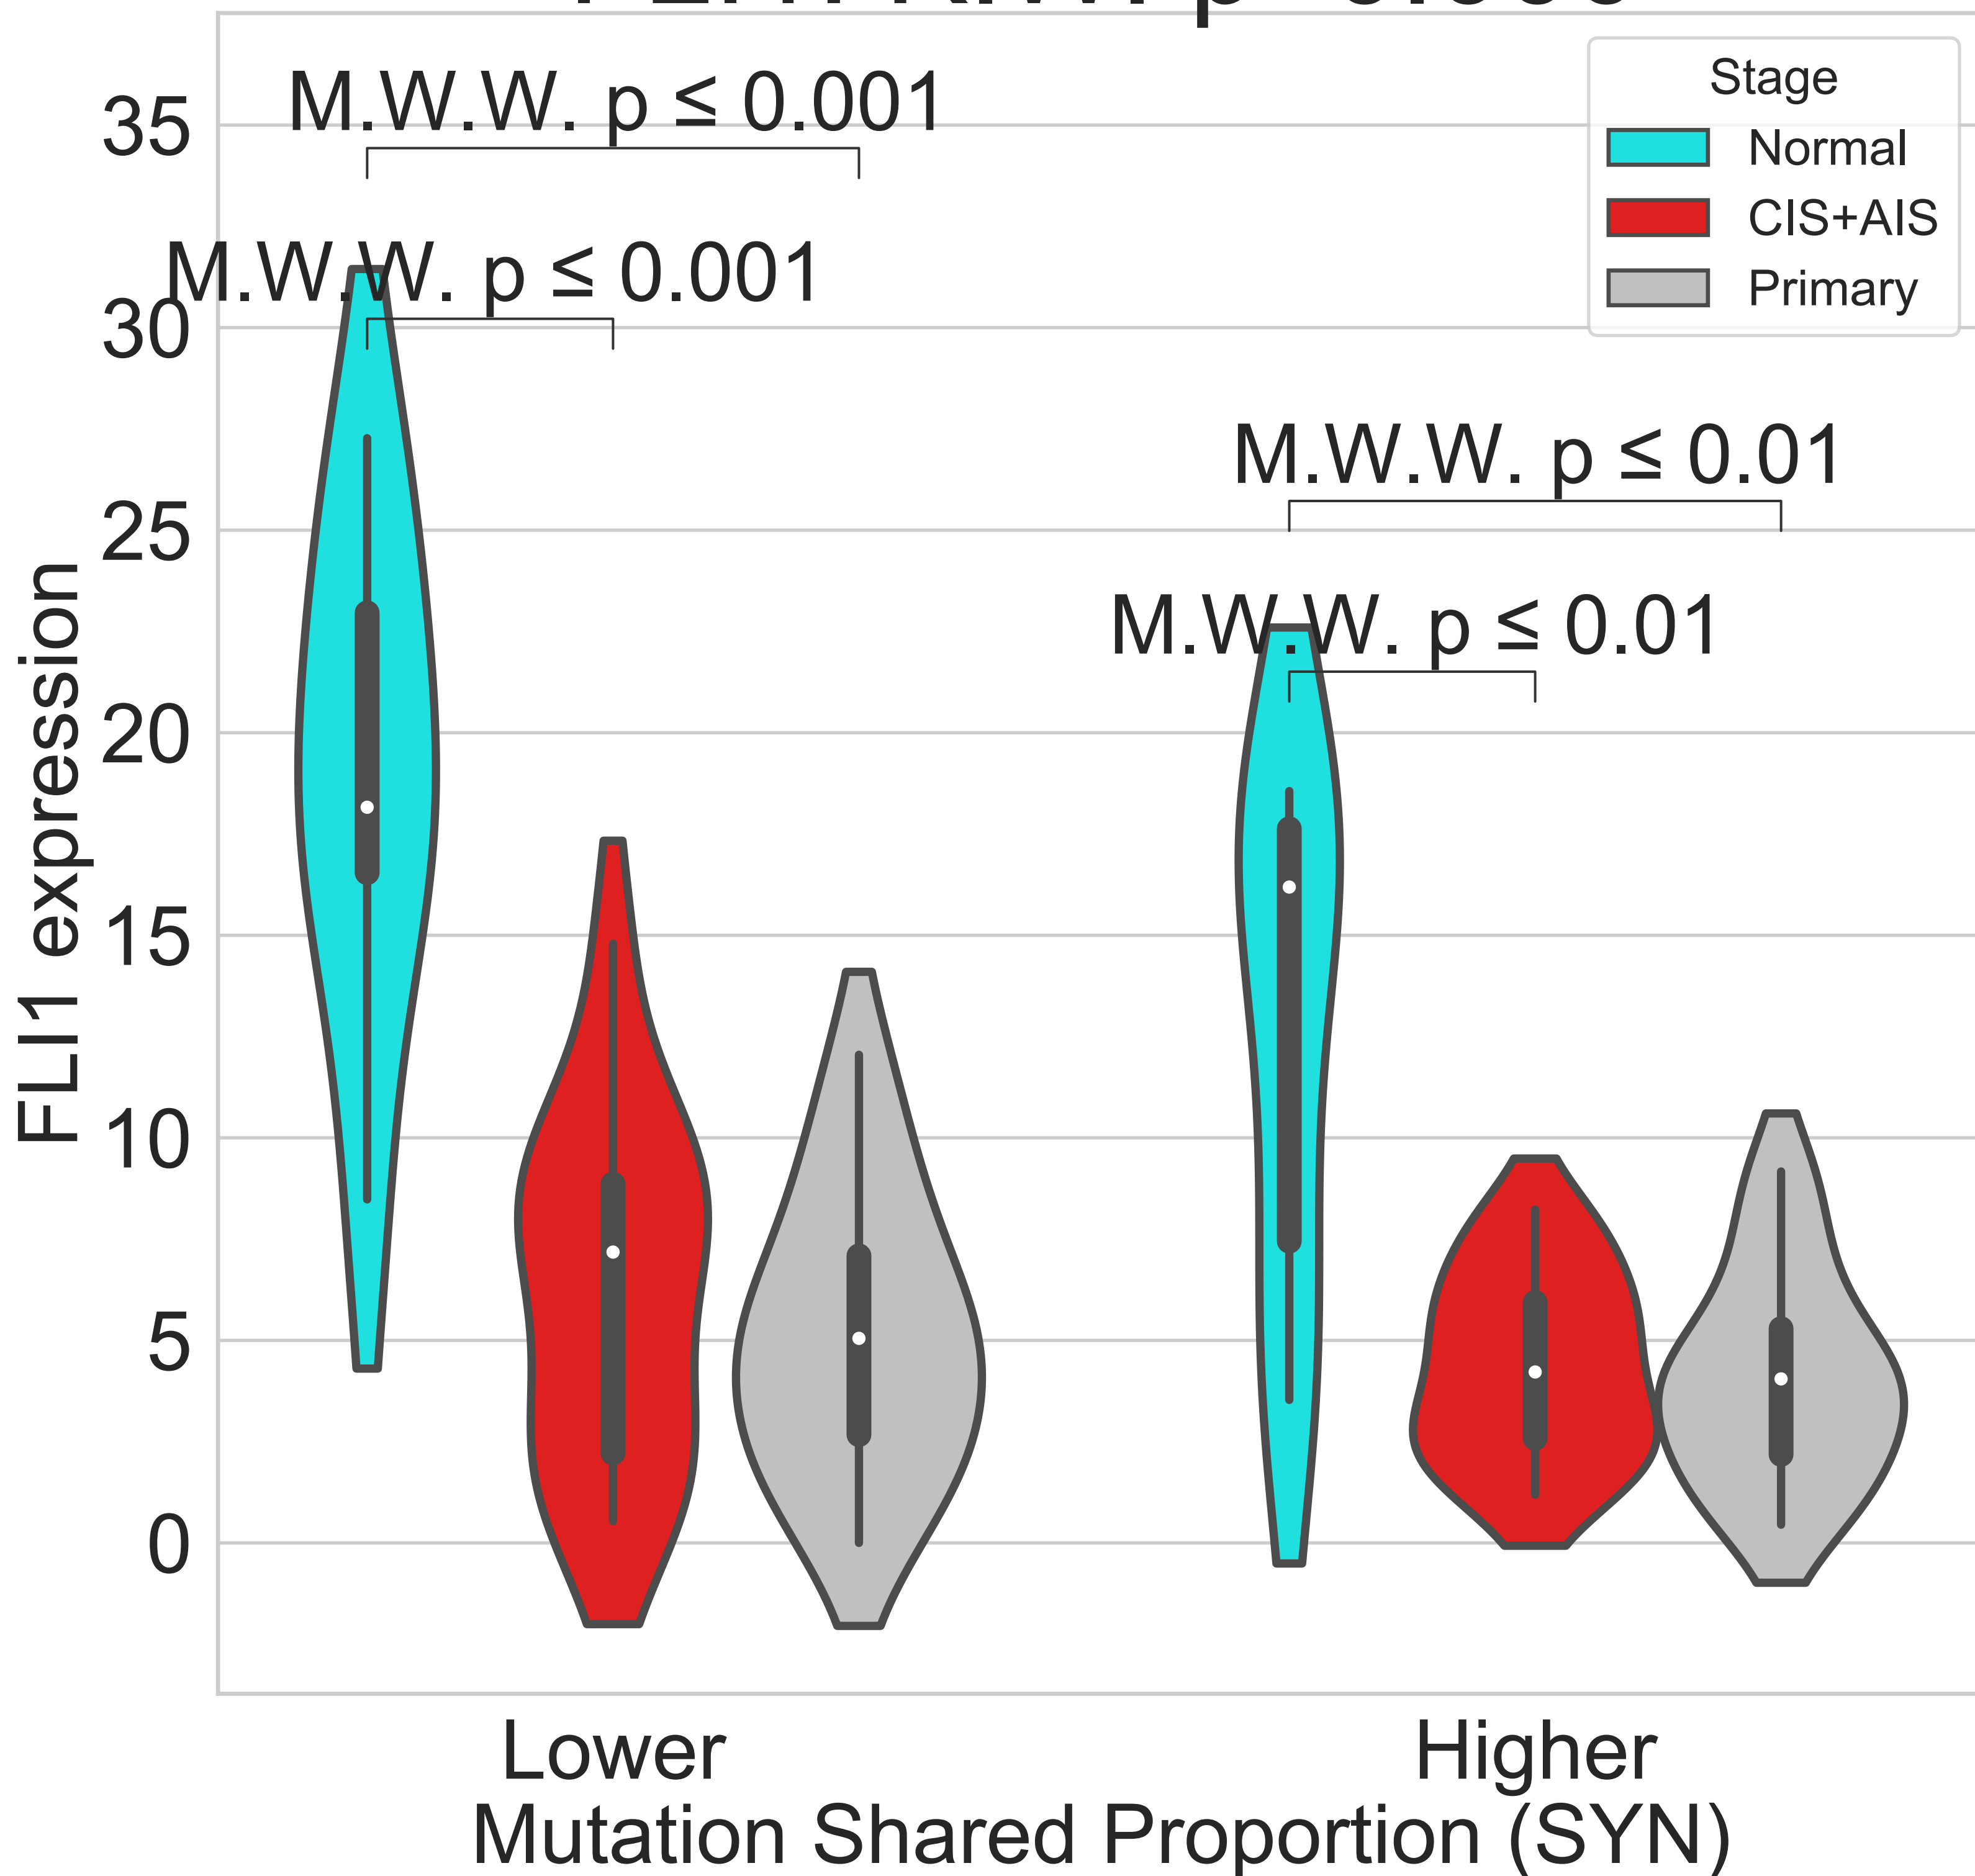 M.W.W. p ≤ 0.001
M.W.W. p ≤ 0.001
M.W.W. p ≤ 0.01
M.W.W. p ≤ 0.01
Stage
Normal
CIS+AIS
Primary
35
30
25
20
15
10
5
0
FLI1 expression
Lower
Higher
Mutation Shared Proportion (SYN)